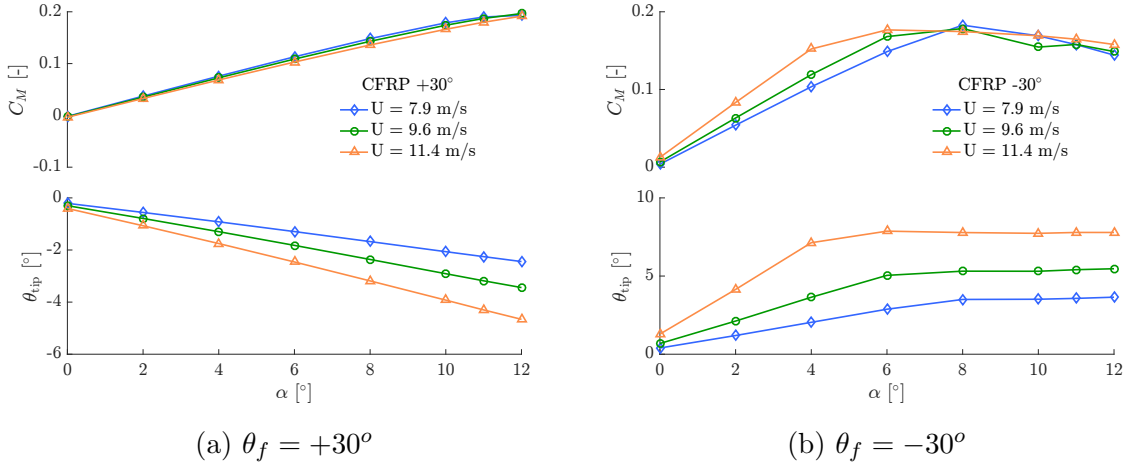 0.2
0.1
0
-0.1
C_M [-]
CFRP +30°
U = 7.9 m/s
U = 9.6 m/s
U = 11.4 m/s
0
-2
-4
-6
θ_tip [°]
0 2 4 6 8 10 12
α [°]
(a) θ_f = +30^o
0.2
0.1
0
C_M [-]
CFRP -30°
U = 7.9 m/s
U = 9.6 m/s
U = 11.4 m/s
10
5
0
θ_tip [°]
0 2 4 6 8 10 12
α [°]
(b) θ_f = −30^o